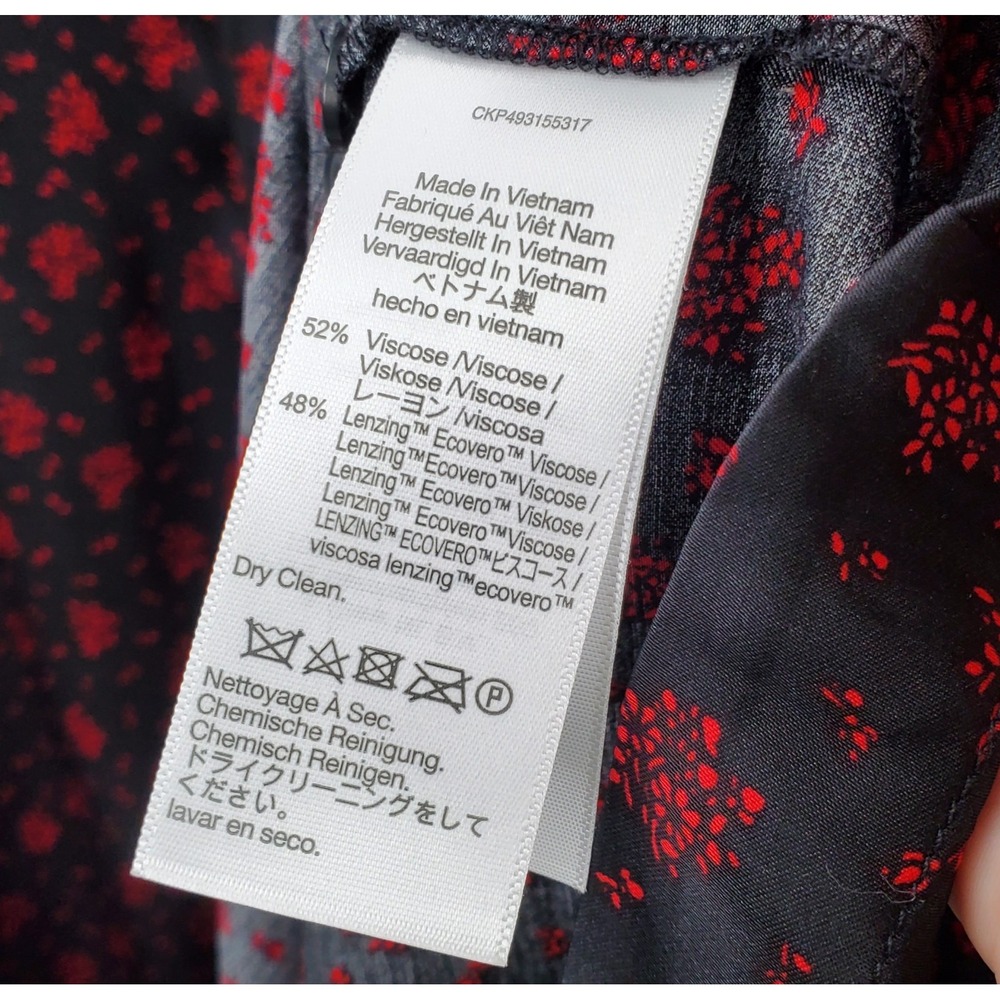 CKP493155317
Made In Vietnam
Fabriqué Au Viêt Nam
Hergestellt In Vietnam
Vervaardigd In Vietnam
ベトナム製
hecho en vietnam
52% Viscose /Viscose /
Viskose /Viscose /
レーヨン /viscosa
48% Lenzing™ Ecovero™ Viscose /
Lenzing™Ecovero™Viscose /
Lenzing™ Ecovero™ Viskose /
Lenzing™ Ecovero™Viscose /
LENZING™ ECOVERO™ビスコース /
viscosa lenzing™ecovero™
Dry Clean.
P
Nettoyage À Sec.
Chemische Reinigung.
Chemisch Reinigen.
ドライクリーニングをして
ください。
lavar en seco.